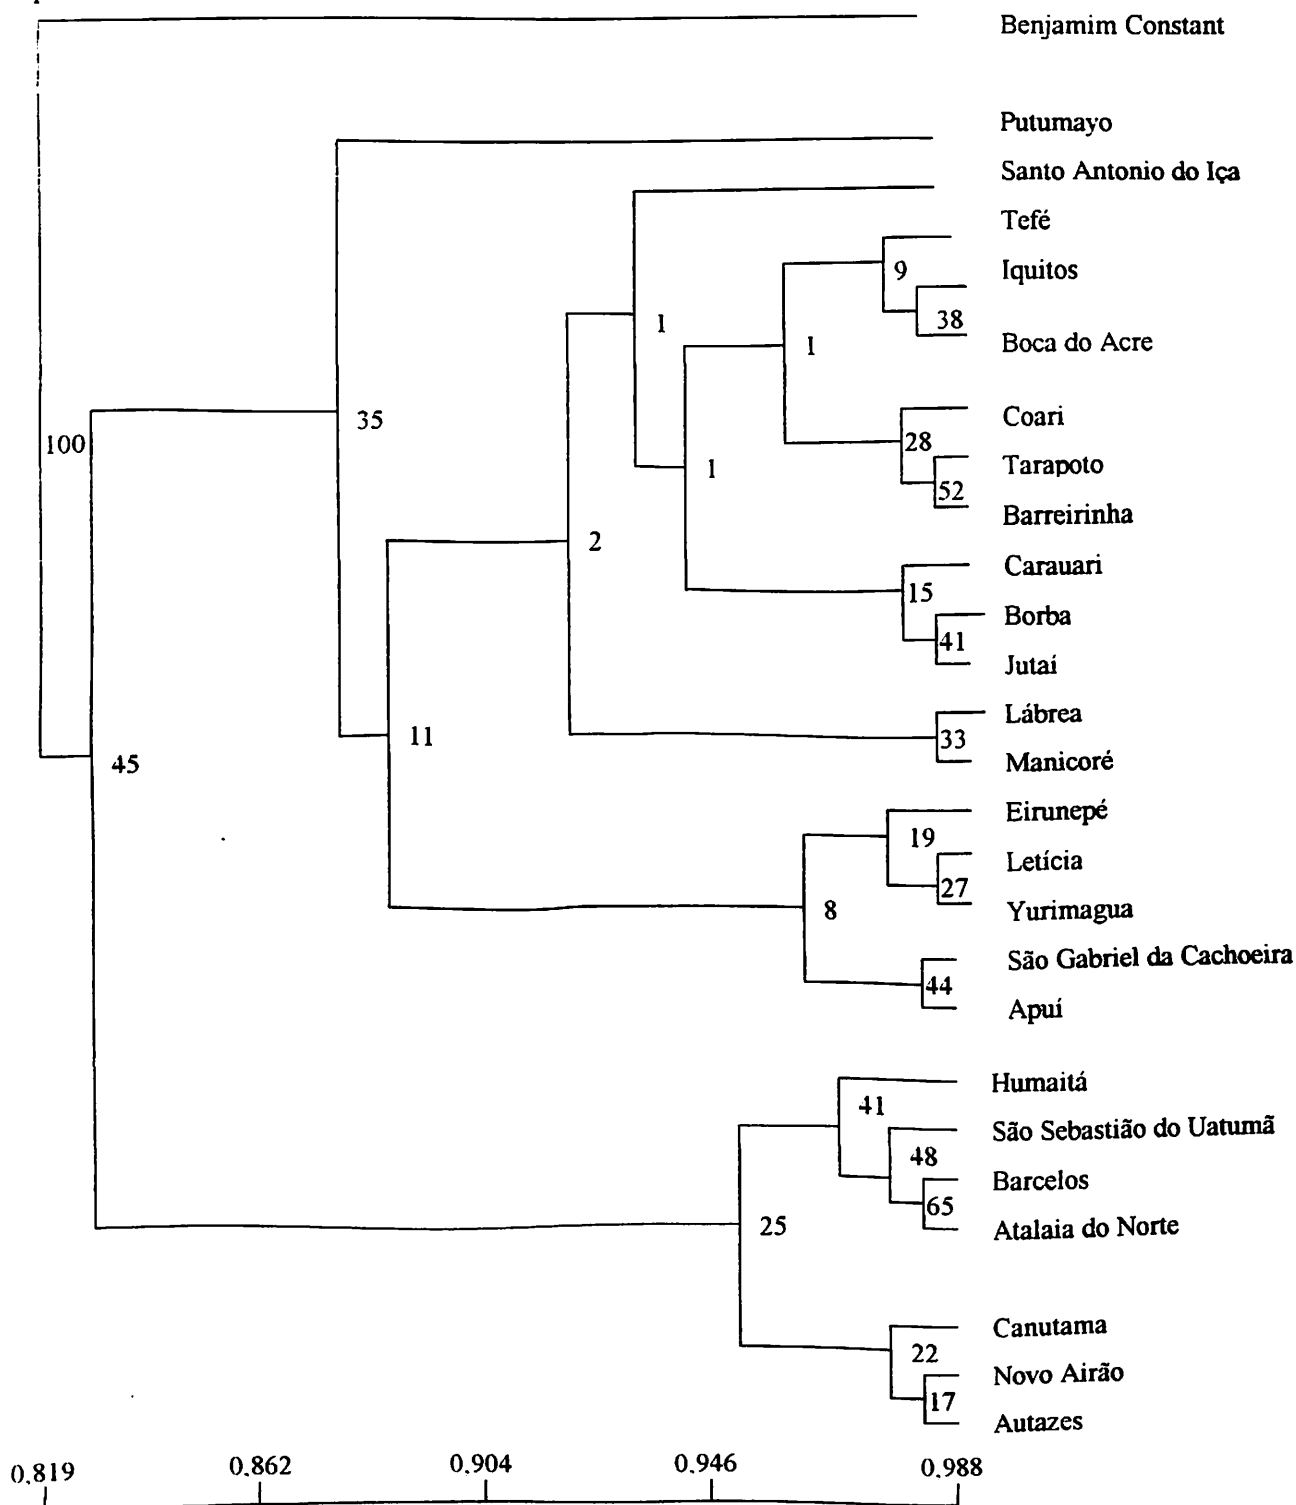 Benjamim Constant
Putumayo
Santo Antonio do Iça
Tefé
9
Iquitos
38
1
Boca do Acre
1
35
Coari
100
28
Tarapoto
1
52
Barreirinha
2
Carauari
15
Borba
41
Jutaí
Lábrea
11
33
45
Manicoré
Eirunepé
19
Letícia
27
8
Yurimagua
São Gabriel da Cachoeira
44
Apuí
Humaitá
41
São Sebastião do Uatumã
48
Barcelos
65
25
Atalaia do Norte
Canutama
22
Novo Airão
17
Autazes
0.819 0.862 0.904 0.946 0.988